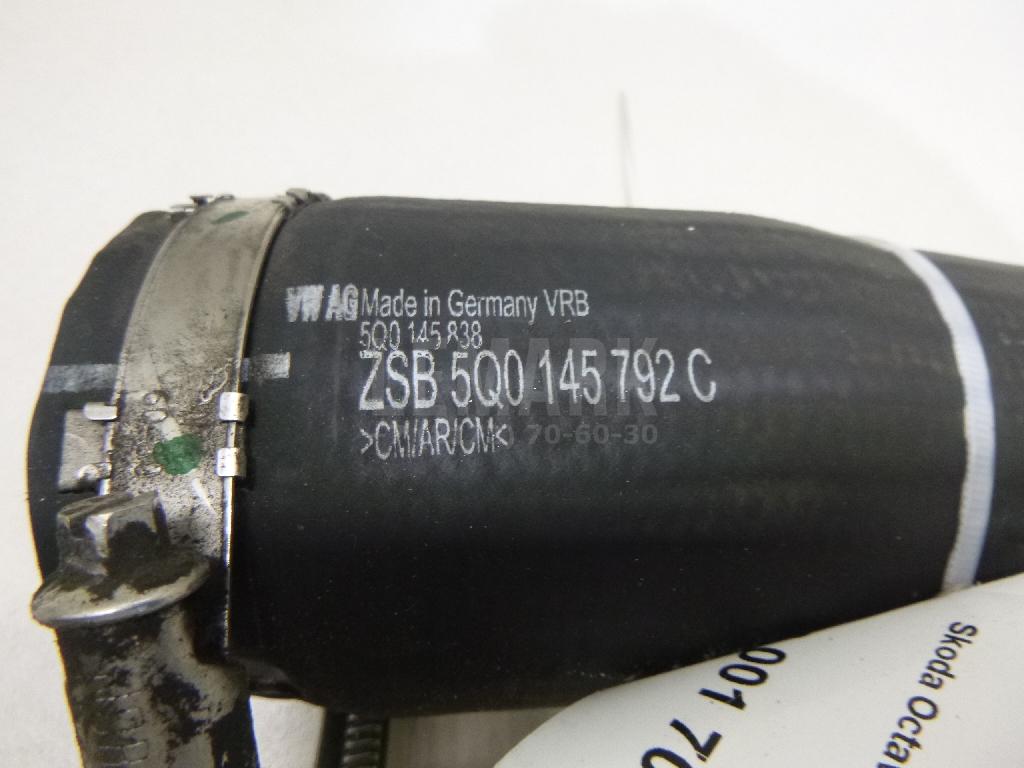 VW AG Made in Germany VRB
5Q0 145 838
ZSB 5Q0 145 792 C
>CM/AR/CM<
70-60-30
001 70
Skoda Octav